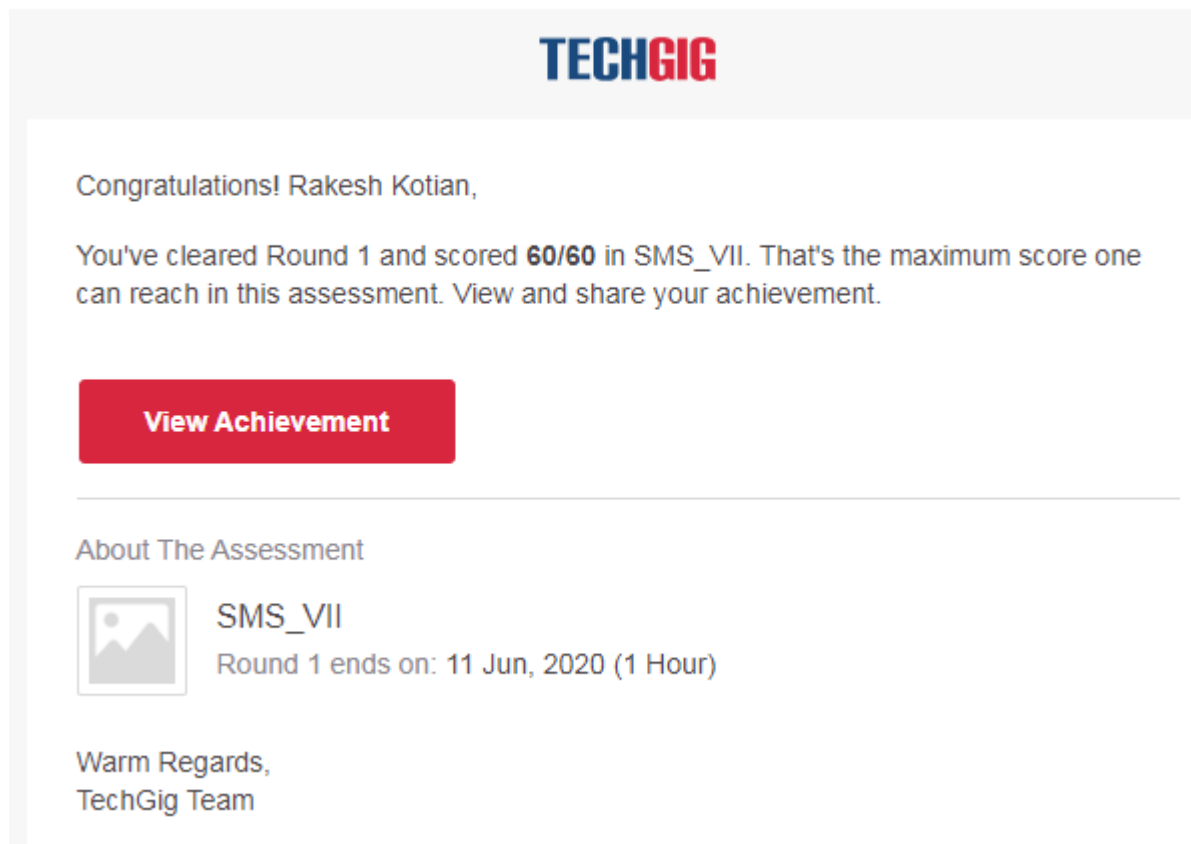 TECHGIG
Congratulations! Rakesh Kotian,
You've cleared Round 1 and scored 60/60 in SMS_VII. That's the maximum score one
can reach in this assessment. View and share your achievement.
View Achievement
About The Assessment
SMS_VII
Round 1 ends on: 11 Jun, 2020 (1 Hour)
Warm Regards,
TechGig Team